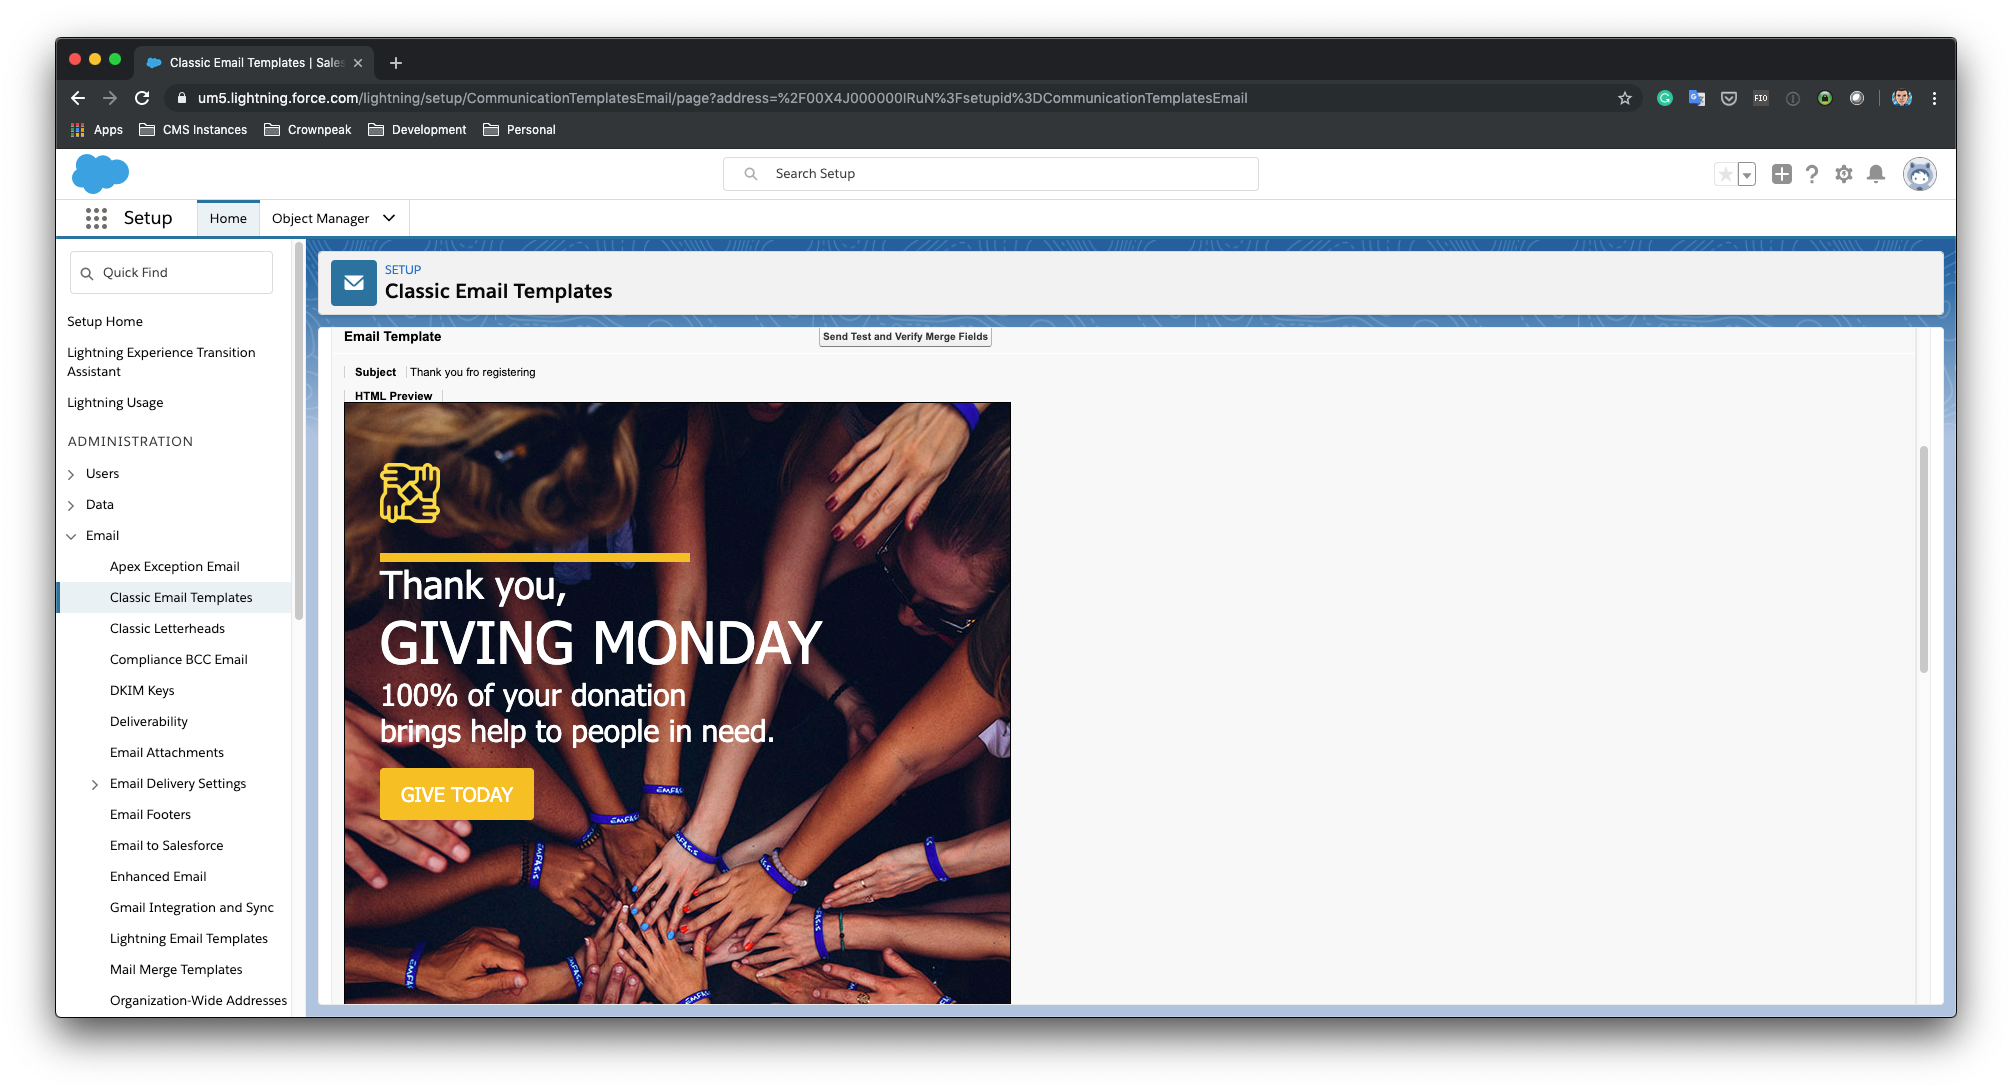 Classic Email Templates | Sales
um5.lightning.force.com/lightning/setup/CommunicationTemplatesEmail/page?address=%2F00X4J000000IRuN%3Fsetupid%3DCommunicationTemplatesEmail
FIO
Apps
CMS Instances
Crownpeak
Development
Personal
Search Setup
Setup
Home
Object Manager
Quick Find
Setup Home
Lightning Experience Transition
Assistant
Lightning Usage
ADMINISTRATION
Users
Data
Email
Apex Exception Email
Classic Email Templates
Classic Letterheads
Compliance BCC Email
DKIM Keys
Deliverability
Email Attachments
Email Delivery Settings
Email Footers
Email to Salesforce
Enhanced Email
Gmail Integration and Sync
Lightning Email Templates
Mail Merge Templates
Organization-Wide Addresses
SETUP
Classic Email Templates
Email Template
Send Test and Verify Merge Fields
Subject
Thank you fro registering
HTML Preview
Thank you,
GIVING MONDAY
100% of your donation
brings help to people in need.
GIVE TODAY